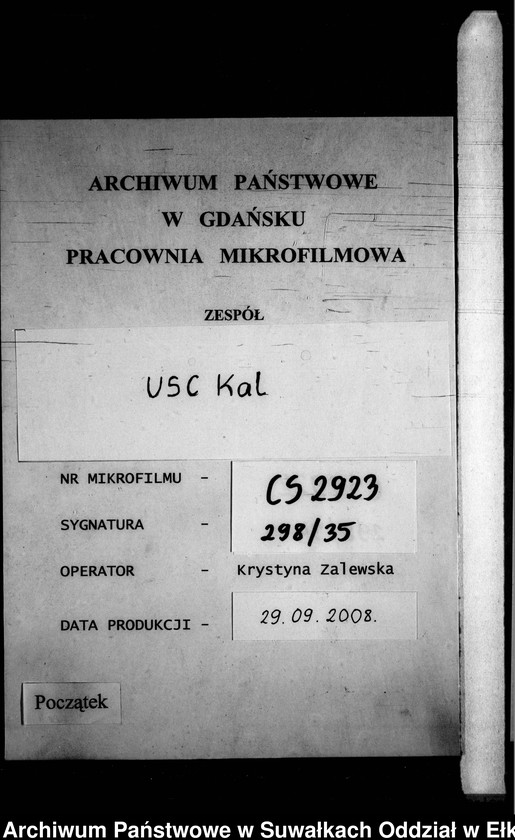 ARCHIWUM PAŃSTWOWE
W GDAŃSKU
PRACOWNIA MIKROFILMOWA
ZESPÓŁ
USC Kal
NR MIKROFILMU - CS 2923
SYGNATURA - 298/35
OPERATOR - Krystyna Zalewska
DATA PRODUKCJI - 29.09.2008.
Początek
Archiwum Państwowe w Suwałkach Oddział w Ełk